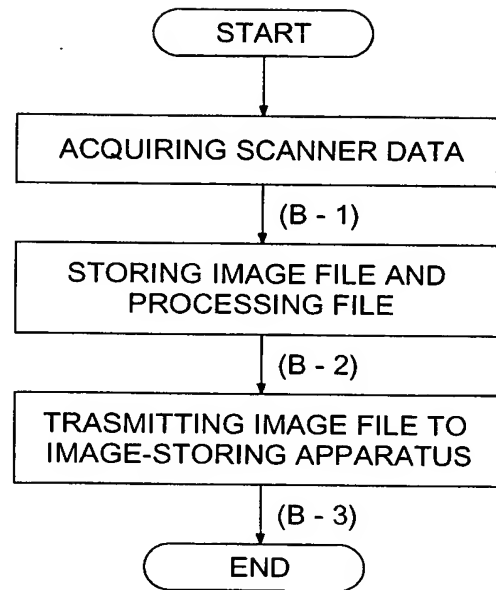 START
ACQUIRING SCANNER DATA
(B - 1)
STORING IMAGE FILE AND
PROCESSING FILE
(B - 2)
TRASMITTING IMAGE FILE TO
IMAGE-STORING APPARATUS
(B - 3)
END